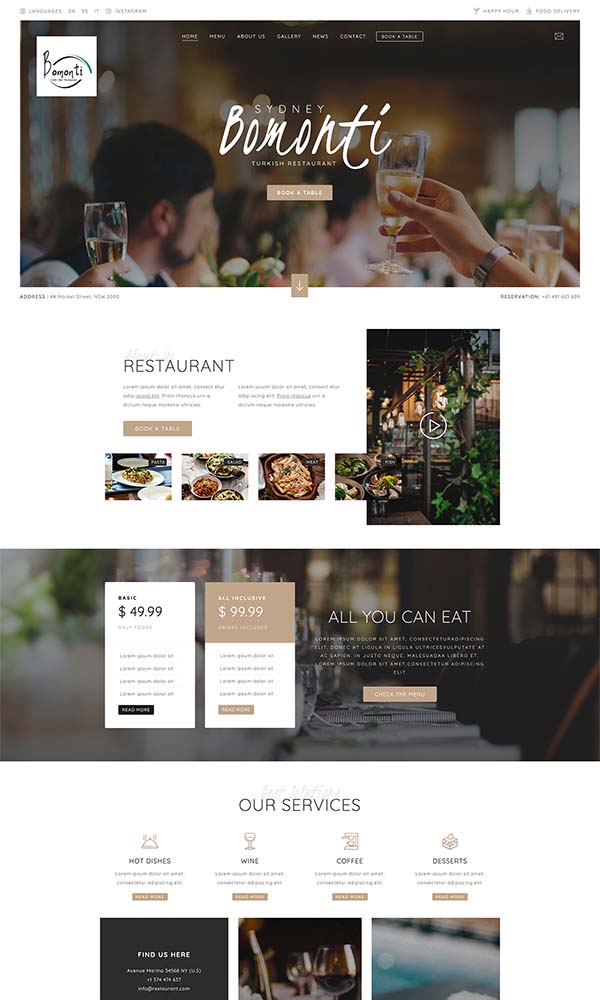 LANGUAGES EN ES IT INSTAGRAM
HAPPY HOUR FOOD DELIVERY
Bomonti
HOME MENU ABOUT US GALLERY NEWS CONTACT BOOK A TABLE
SYDNEY
Bomonti
TURKISH RESTAURANT
BOOK A TABLE
ADDRESS : 44 Market Street, NSW 2000
RESERVATION: +61 491 663 609
About Us
RESTAURANT
Lorem ipsum dolor sit amet, consect etur
adip iscing elit. Proin rhoncus urn a
dictum neque molestie ultricies.
Lorem ipsum dolor sit amet, consect etur
adip iscing elit. Proin rhoncus urn a
dictum neque molestie ultricies.
BOOK A TABLE
PASTA
SALAD
MEAT
FISH
BASIC
$ 49.99
ONLY FOODS
Lorem ipsum dolor sit
Lorem ipsum dolor sit
Lorem ipsum dolor sit
Lorem ipsum dolor sit
READ MORE
ALL INCLUSIVE
$ 99.99
DRINKS INCLUDED
Lorem ipsum dolor sit
Lorem ipsum dolor sit
Lorem ipsum dolor sit
Lorem ipsum dolor sit
READ MORE
ALL YOU CAN EAT
LOREM IPSUM DOLOR SIT AMET, CONSECTETURADIPISCING
ELIT. IN A LOREM IPSUM LIGULA ULTRICESVULPUTATE AT
AC SAPIEN. IN JUSTO NEQUE, MALESUADAA LIBERO ET,
LOREM IPSUM DOLOR SIT AMET,CONSECTETUR ADIPISCING
ELIT
CHECK THE MENU
Best Solutions
OUR SERVICES
HOT DISHES
Lorem ipsum dolor sit amet,
consectetur adipiscing elit.
READ MORE
WINE
Lorem ipsum dolor sit amet,
consectetur adipiscing elit.
READ MORE
COFFEE
Lorem ipsum dolor sit amet,
consectetur adipiscing elit.
READ MORE
DESSERTS
Lorem ipsum dolor sit amet,
consectetur adipiscing elit.
READ MORE
FIND US HERE
Avenue Marina 34568 NY (U.S)
+1 374 474 637
info@restaurant.com